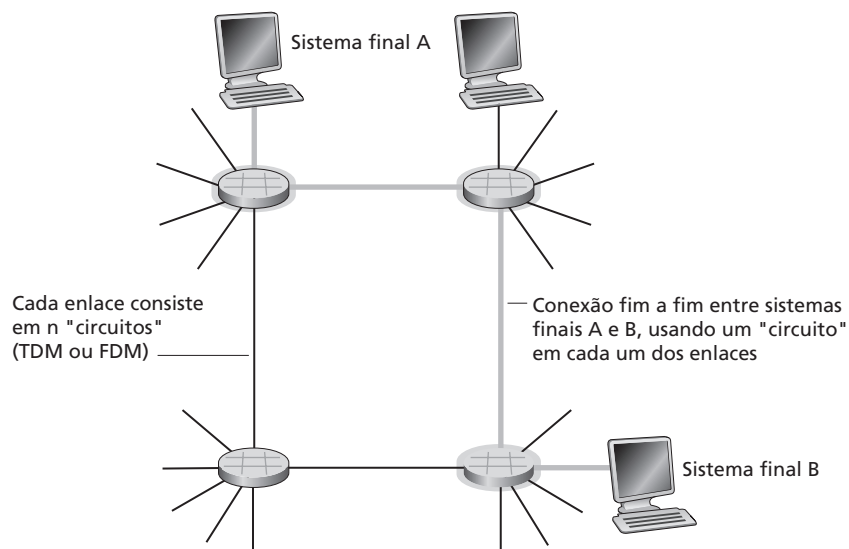 Sistema final A
Cada enlace consiste
em n "circuitos"
(TDM ou FDM)
Conexão fim a fim entre sistemas
finais A e B, usando um "circuito"
em cada um dos enlaces
Sistema final B